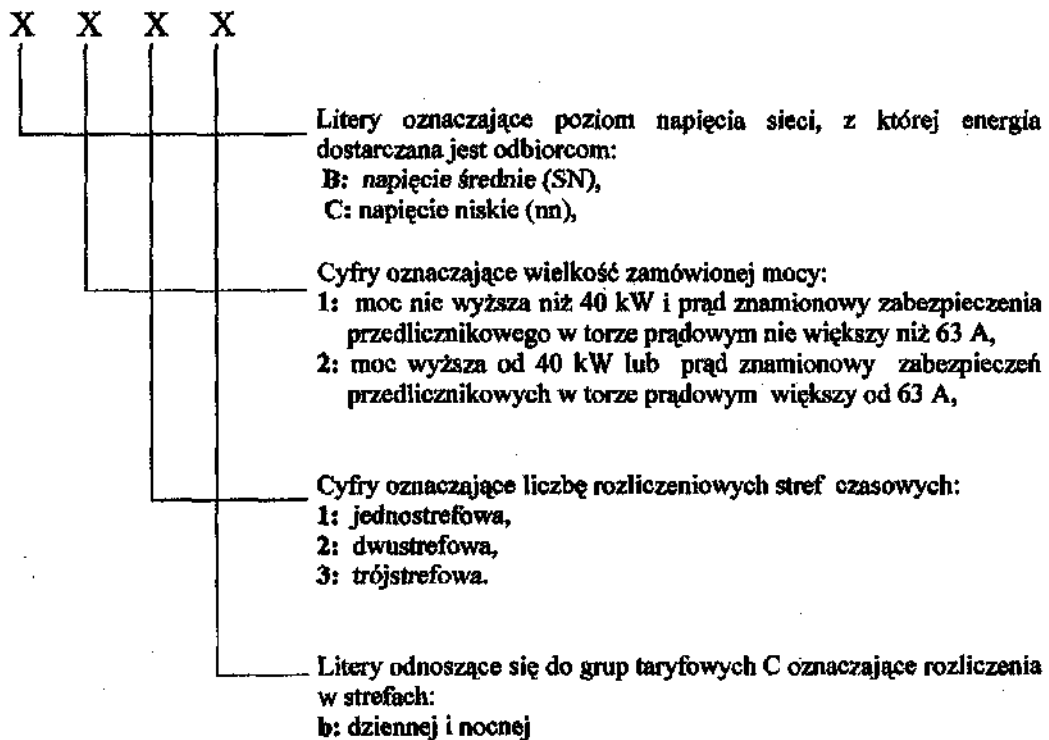 X X X X
Litery oznaczające poziom napięcia sieci, z której energia
dostarczana jest odbiorcom:
B: napięcie średnie (SN),
C: napięcie niskie (nn),
Cyfry oznaczające wielkość zamówionej mocy:
1: moc nie wyższa niż 40 kW i prąd znamionowy zabezpieczenia
przedlicznikowego w torze prądowym nie większy niż 63 A,
2: moc wyższa od 40 kW lub prąd znamionowy zabezpieczeń
przedlicznikowych w torze prądowym większy od 63 A,
Cyfry oznaczające liczbę rozliczeniowych stref czasowych:
1: jednostrefowa,
2: dwustrefowa,
3: trójstrefowa.
Litery odnoszące się do grup taryfowych C oznaczające rozliczenia
w strefach:
b: dziennej i nocnej